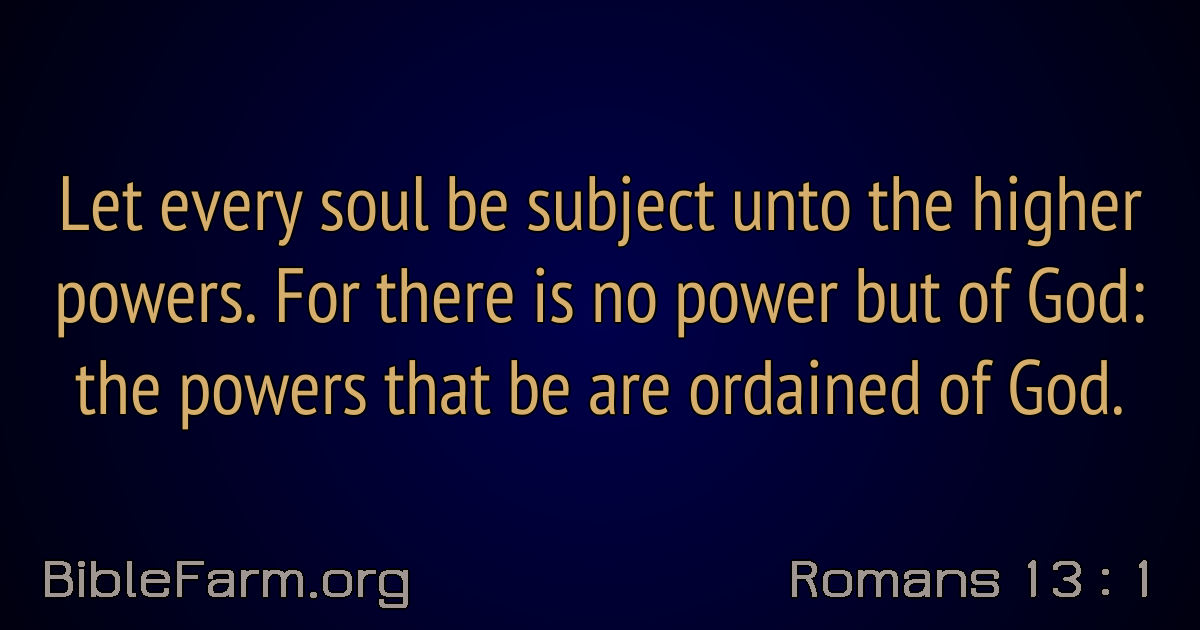 Let every soul be subject unto the higher
powers. For there is no power but of God:
the powers that be are ordained of God.
BibleFarm.org
Romans 13 : 1